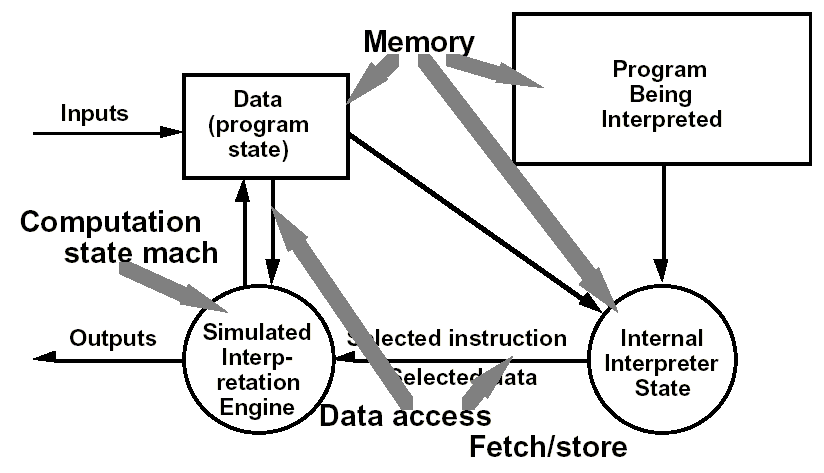 Memory
Program
Being
Interpreted
Data
(program
state)
Inputs
Computation
state mach
Outputs
Simulated
Interp-
retation
Engine
Selected instruction
Selected data
Internal
Interpreter
State
Data access
Fetch/store